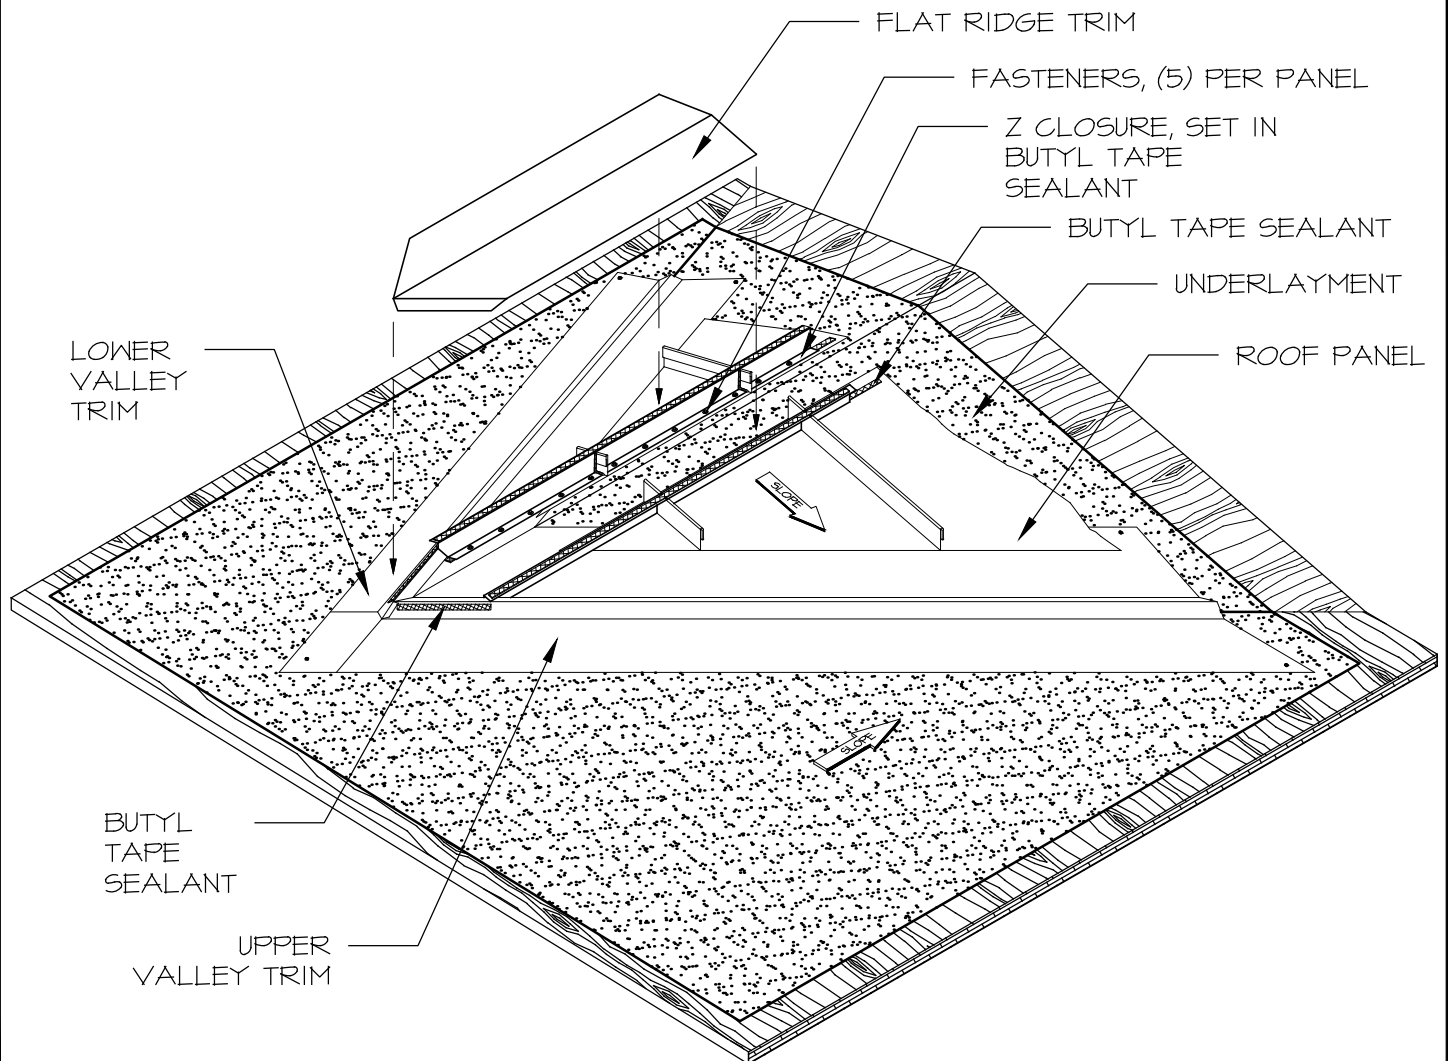 FLAT RIDGE TRIM
FASTENERS, (5) PER PANEL
Z CLOSURE, SET IN
BUTYL TAPE
SEALANT
BUTYL TAPE SEALANT
UNDERLAYMENT
ROOF PANEL
LOWER
VALLEY
TRIM
SLOPE
SLOPE
BUTYL
TAPE
SEALANT
UPPER
VALLEY TRIM